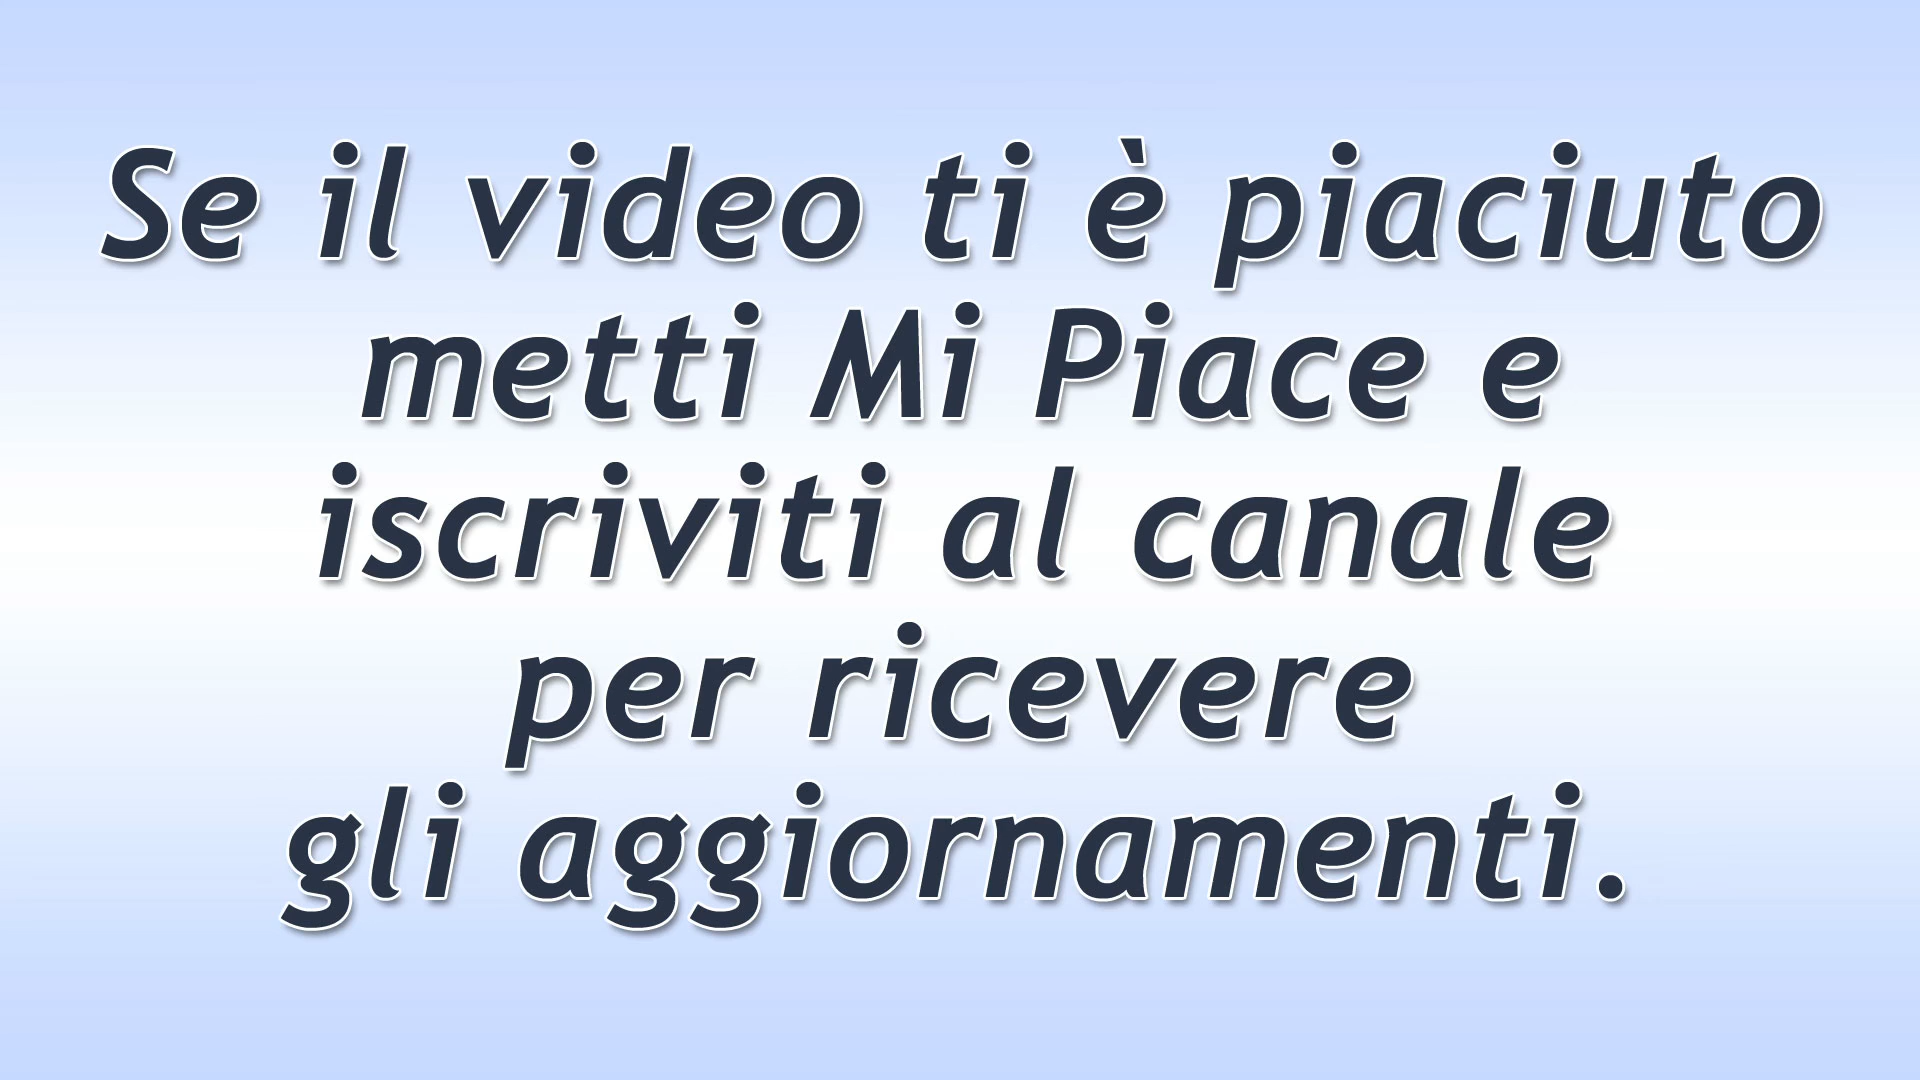 Se il video ti è piaciuto
metti Mi Piace e
iscriviti al canale
per ricevere
gli aggiornamenti.